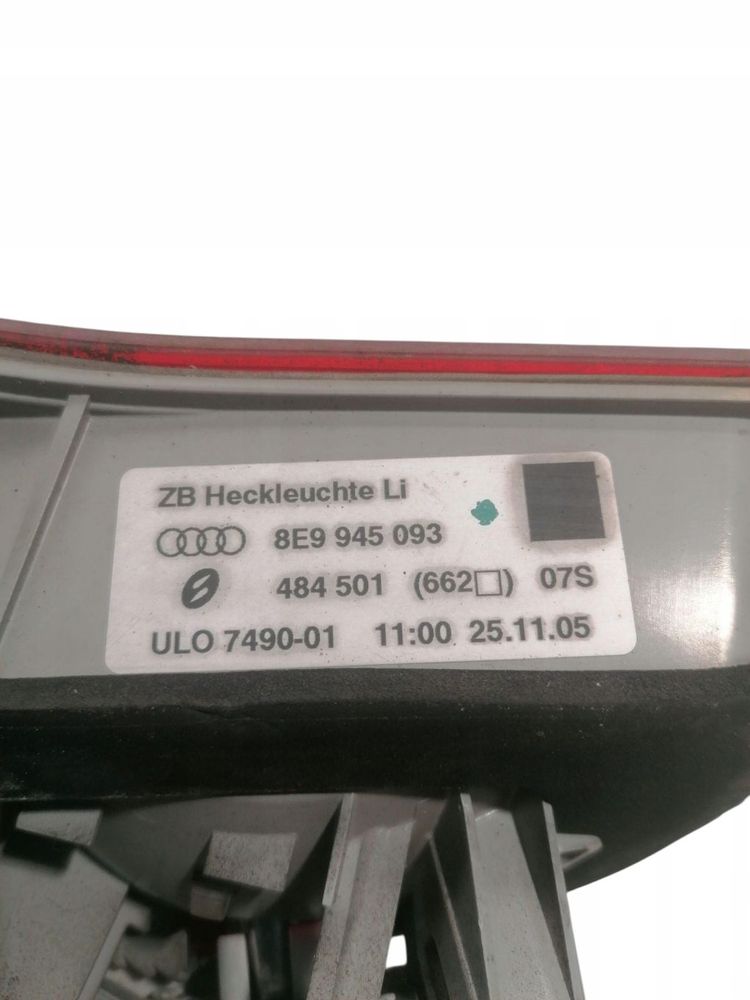 ZB Heckleuchte Li
8E9 945 093
484 501 (662□) 07S
ULO 7490-01 11:00 25.11.05